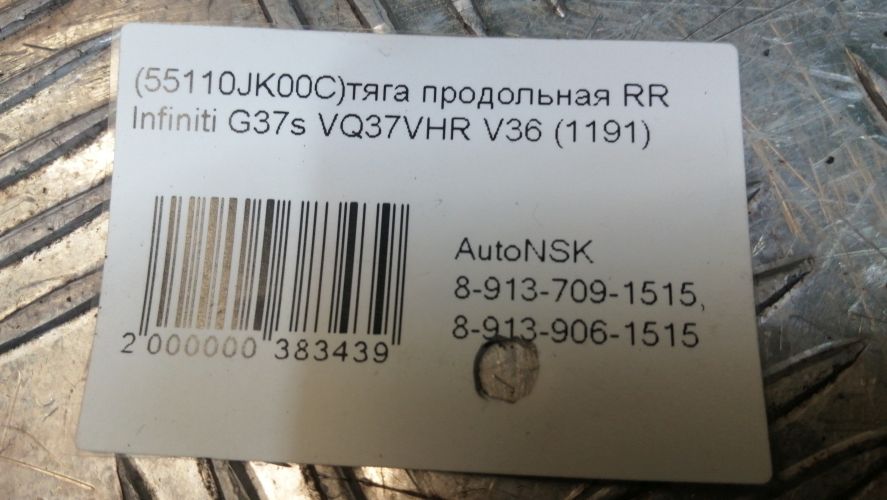 (55110JK00C)тяга продольная RR
Infiniti G37s VQ37VHR V36 (1191)
AutoNSK
8-913-709-1515,
8-913-906-1515
2 000000 383439